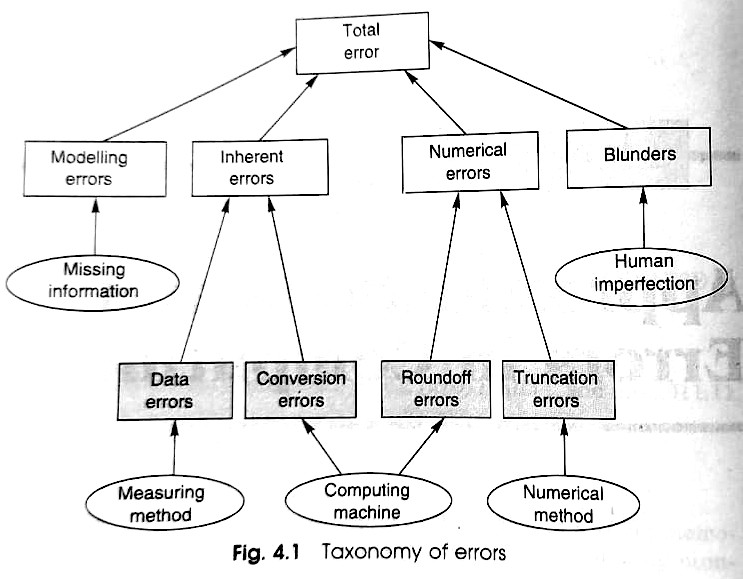 Total
error
Modelling
errors
Inherent
errors
Numerical
errors
Blunders
Missing
information
Human
imperfection
Data
errors
Conversion
errors
Roundoff
errors
Truncation
errors
Measuring
method
Computing
machine
Numerical
method
Fig. 4.1 Taxonomy of errors